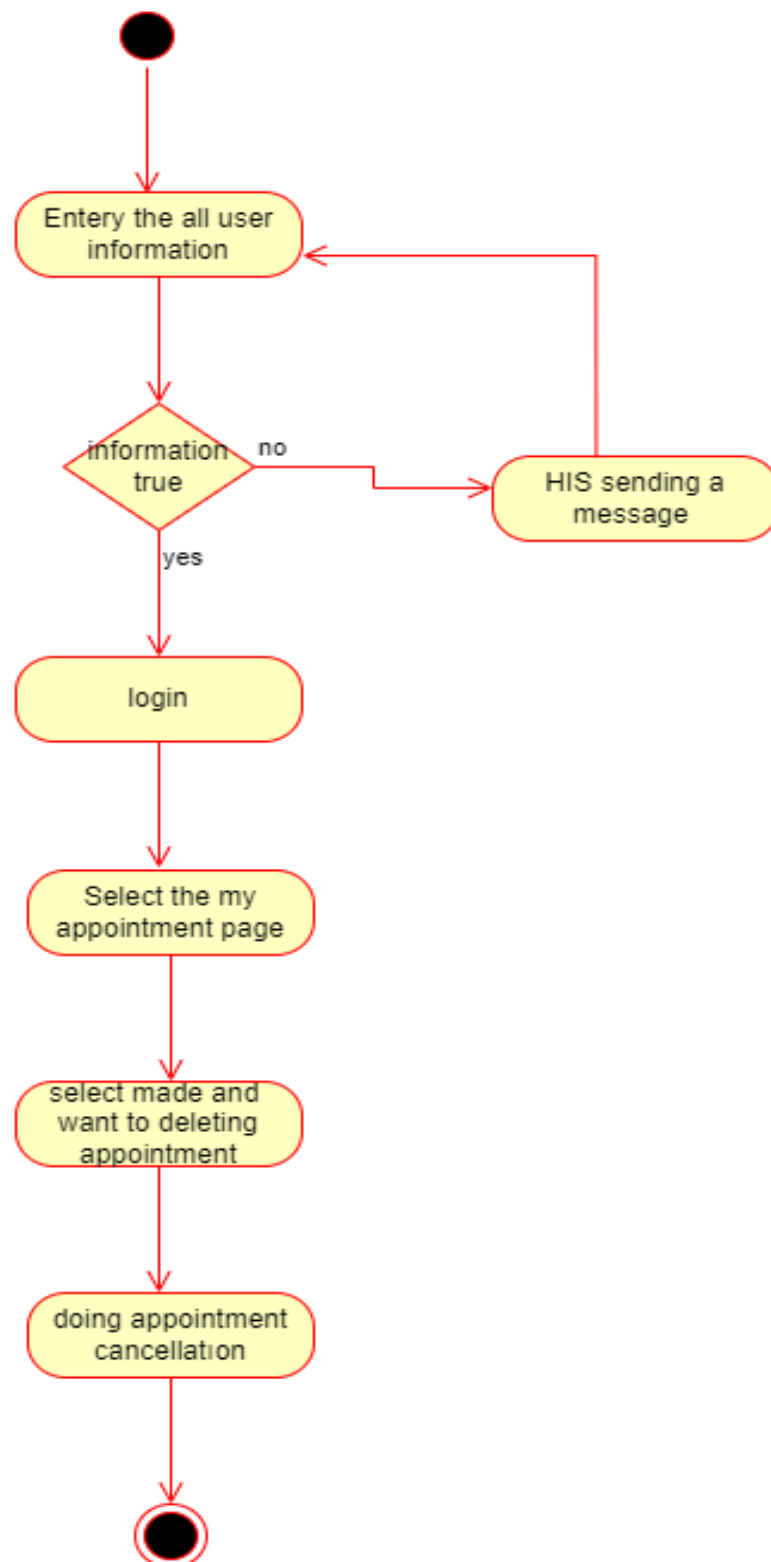 Entery the all user
information
information
true
no
HIS sending a
message
yes
login
Select the my
appointment page
select made and
want to deleting
appointment
doing appointment
cancellatıon